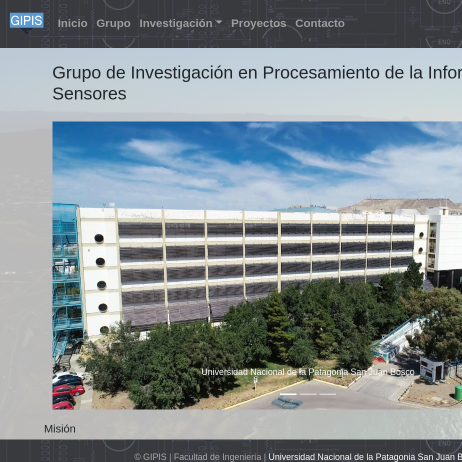 GIPIS
Inicio Grupo Investigación Proyectos Contacto
Grupo de Investigación en Procesamiento de la Infor
Sensores
Universidad Nacional de la Patagonia San Juan Bosco
Misión
© GIPIS | Facultad de Ingeniería | Universidad Nacional de la Patagonia San Juan B